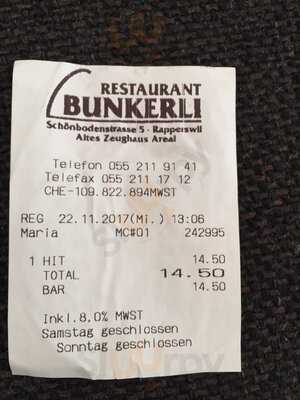 RESTAURANT
BUNKERLI
Schönbodenstrasse 5 · Rapperswil
Altes Zeughaus Areal
Telefon 055 211 91 41
Telefax 055 211 17 12
CHE-109.822.894MWST
REG 22.11.2017(Mi.) 13:06
Maria MC#01 242995
1 HIT 14.50
TOTAL 14.50
BAR 14.50
Inkl.8.0% MWST
Samstag geschlossen
Sonntag geschlossen